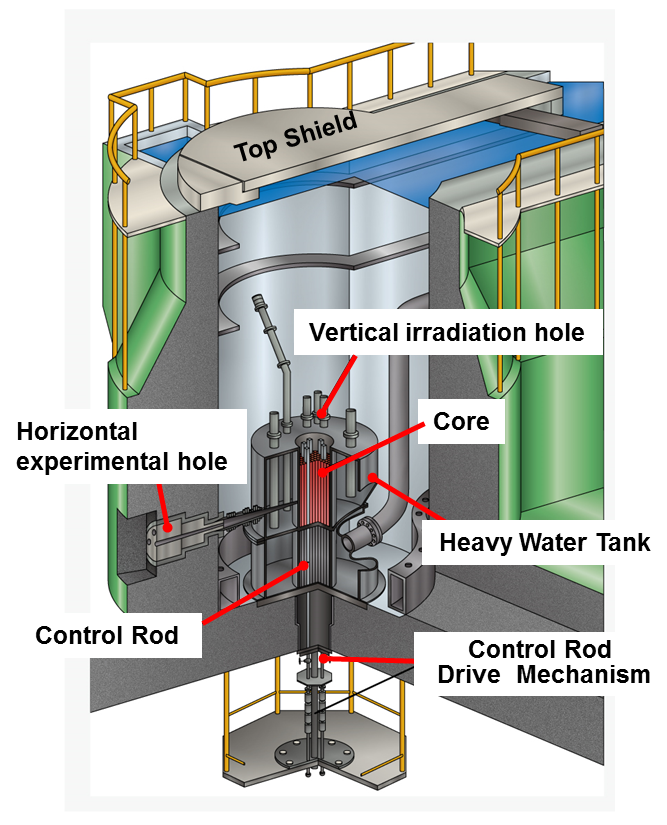 Top Shield
Vertical irradiation hole
Core
Horizontal
experimental hole
Heavy Water Tank
Control Rod
Control Rod
Drive Mechanism